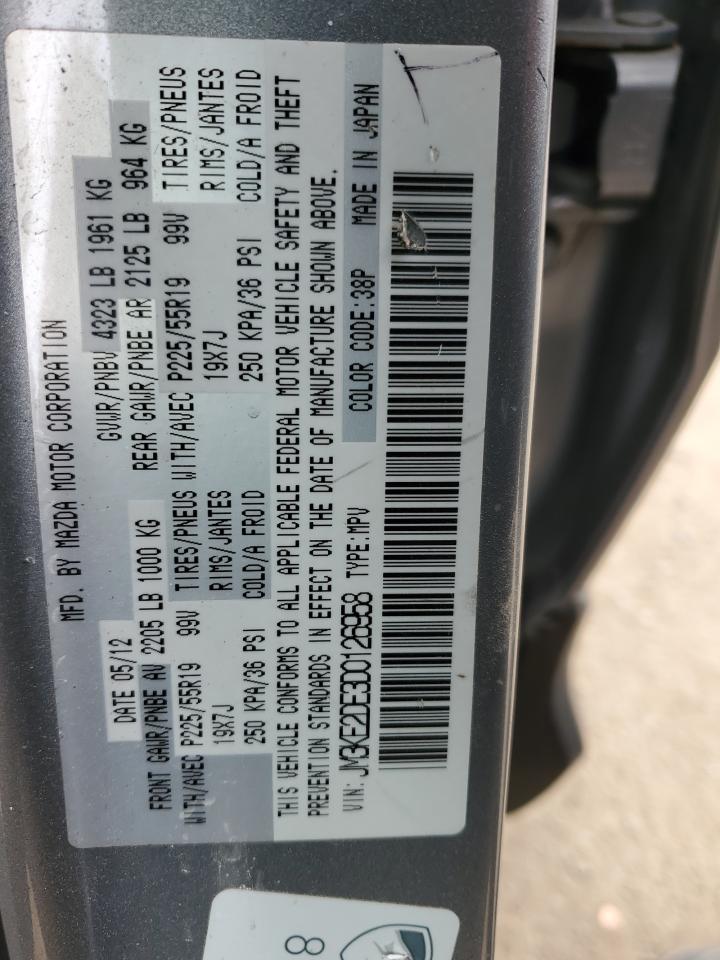 MFD. BY MAZDA MOTOR CORPORATION
DATE 05/12 GVWR/PNBV 4323 LB 1961 KG
FRONT GAWR/PNBE AV 2205 LB 1000 KG REAR GAWR/PNBE AR 2125 LB 964 KG
WITH/AVEC P225/55R19 99V TIRES/PNEUS WITH/AVEC P225/55R19 99V TIRES/PNEUS
19X7J RIMS/JANTES 19X7J RIMS/JANTES
250 KPA/36 PSI COLD/A FROID 250 KPA/36 PSI COLD/A FROID
THIS VEHICLE CONFORMS TO ALL APPLICABLE FEDERAL MOTOR VEHICLE SAFETY AND THEFT
PREVENTION STANDARDS IN EFFECT ON THE DATE OF MANUFACTURE SHOWN ABOVE.
VIN: JM3KE2DE3D0126958 TYPE:MPV COLOR CODE:38P MADE IN JAPAN
8